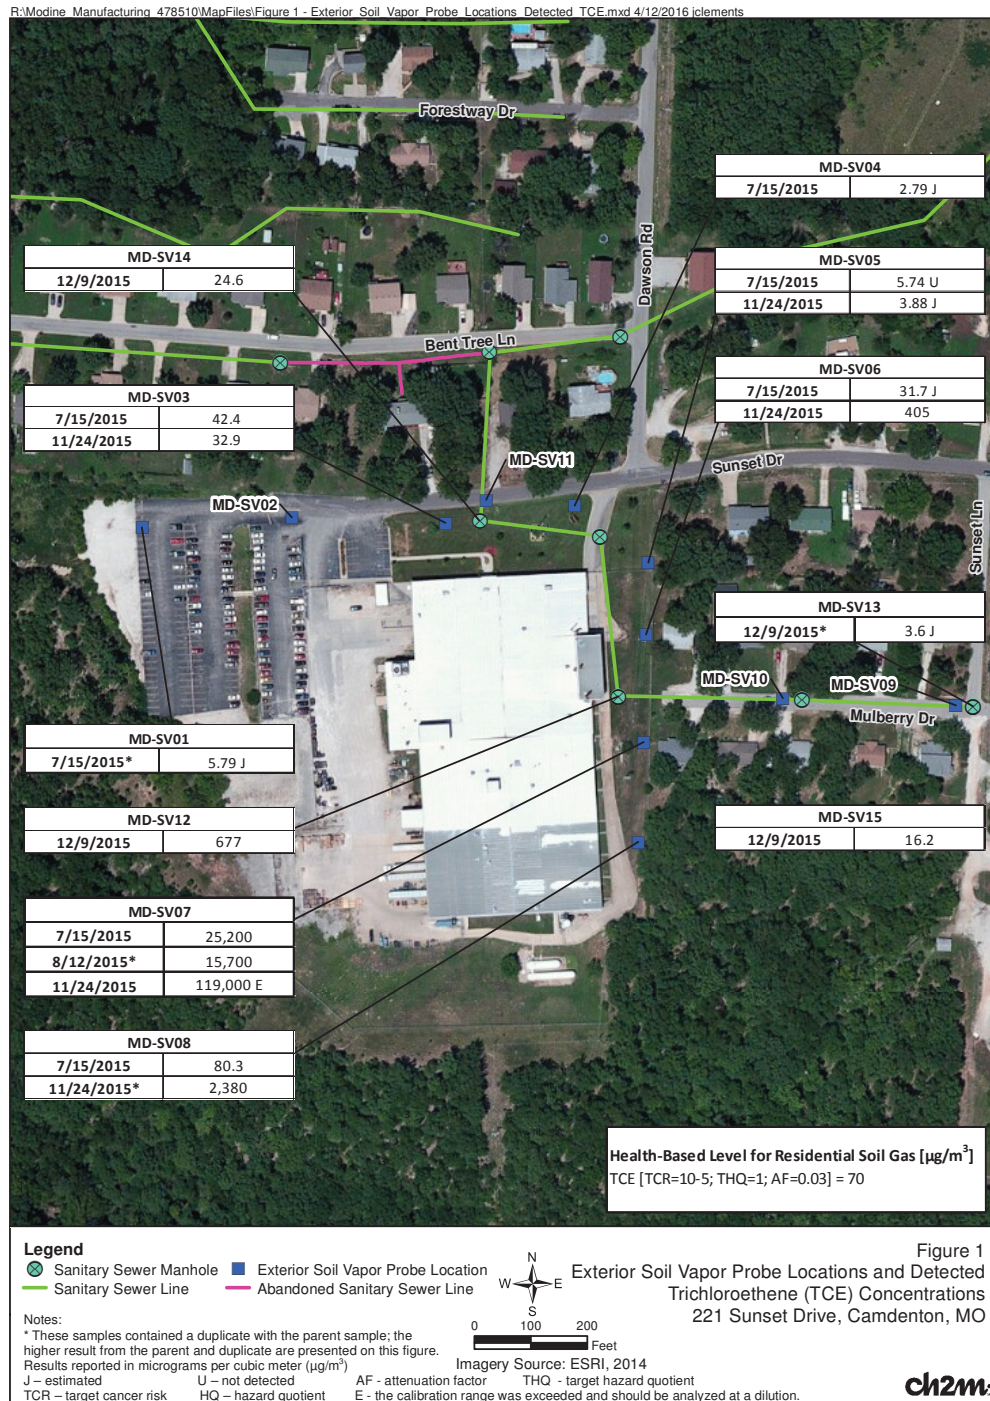 R:\Modine_Manufacturing_478510\MapFiles\Figure 1 - Exterior_Soil_Vapor_Probe_Locations_Detected_TCE.mxd 4/12/2016 jclements
Forestway Dr
MD-SV04
7/15/2015 2.79 J
Dawson Rd
MD-SV14
12/9/2015 24.6
MD-SV05
7/15/2015 5.74 U
11/24/2015 3.88 J
Bent Tree Ln
MD-SV06
7/15/2015 31.7 J
11/24/2015 405
MD-SV03
7/15/2015 42.4
11/24/2015 32.9
MD-SV11
Sunset Dr
MD-SV02
Sunset Ln
MD-SV13
12/9/2015* 3.6 J
MD-SV10
MD-SV09
Mulberry Dr
MD-SV01
7/15/2015* 5.79 J
MD-SV12
12/9/2015 677
MD-SV15
12/9/2015 16.2
MD-SV07
7/15/2015 25,200
8/12/2015* 15,700
11/24/2015 119,000 E
MD-SV08
7/15/2015 80.3
11/24/2015* 2,380
Health-Based Level for Residential Soil Gas [µg/m³]
TCE [TCR=10-5; THQ=1; AF=0.03] = 70
Legend
Sanitary Sewer Manhole
Exterior Soil Vapor Probe Location
Sanitary Sewer Line
Abandoned Sanitary Sewer Line
N
W E
S
0 100 200
Feet
Imagery Source: ESRI, 2014
Figure 1
Exterior Soil Vapor Probe Locations and Detected
Trichloroethene (TCE) Concentrations
221 Sunset Drive, Camdenton, MO
Notes:
* These samples contained a duplicate with the parent sample; the
higher result from the parent and duplicate are presented on this figure.
Results reported in micrograms per cubic meter (µg/m³)
J – estimated U – not detected AF - attenuation factor THQ - target hazard quotient
TCR – target cancer risk HQ – hazard quotient E - the calibration range was exceeded and should be analyzed at a dilution.
ch2m: